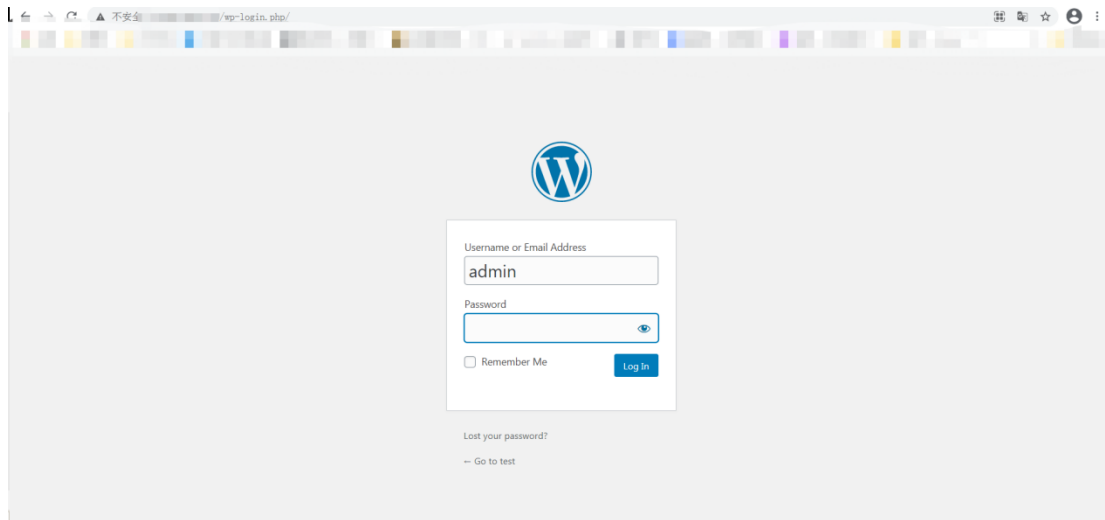 不安全 /wp-login.php/
Username or Email Address
admin
Password
Remember Me
Log In
Lost your password?
← Go to test